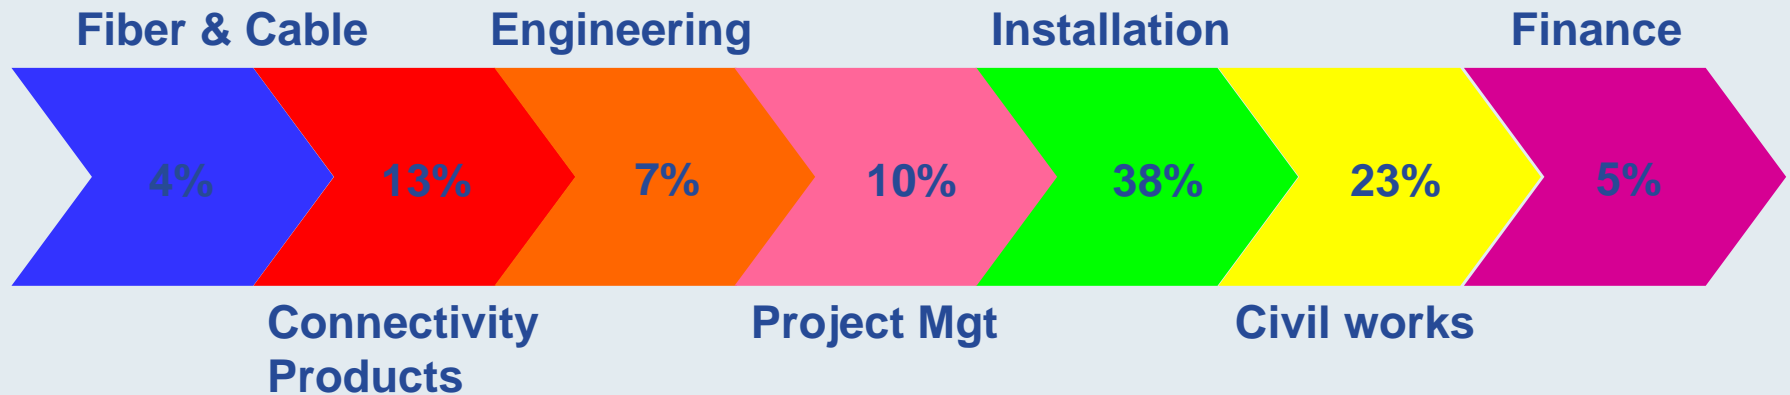 Fiber & Cable
Engineering
Installation
Finance
4%
13%
7%
10%
38%
23%
5%
Connectivity
Products
Project Mgt
Civil works